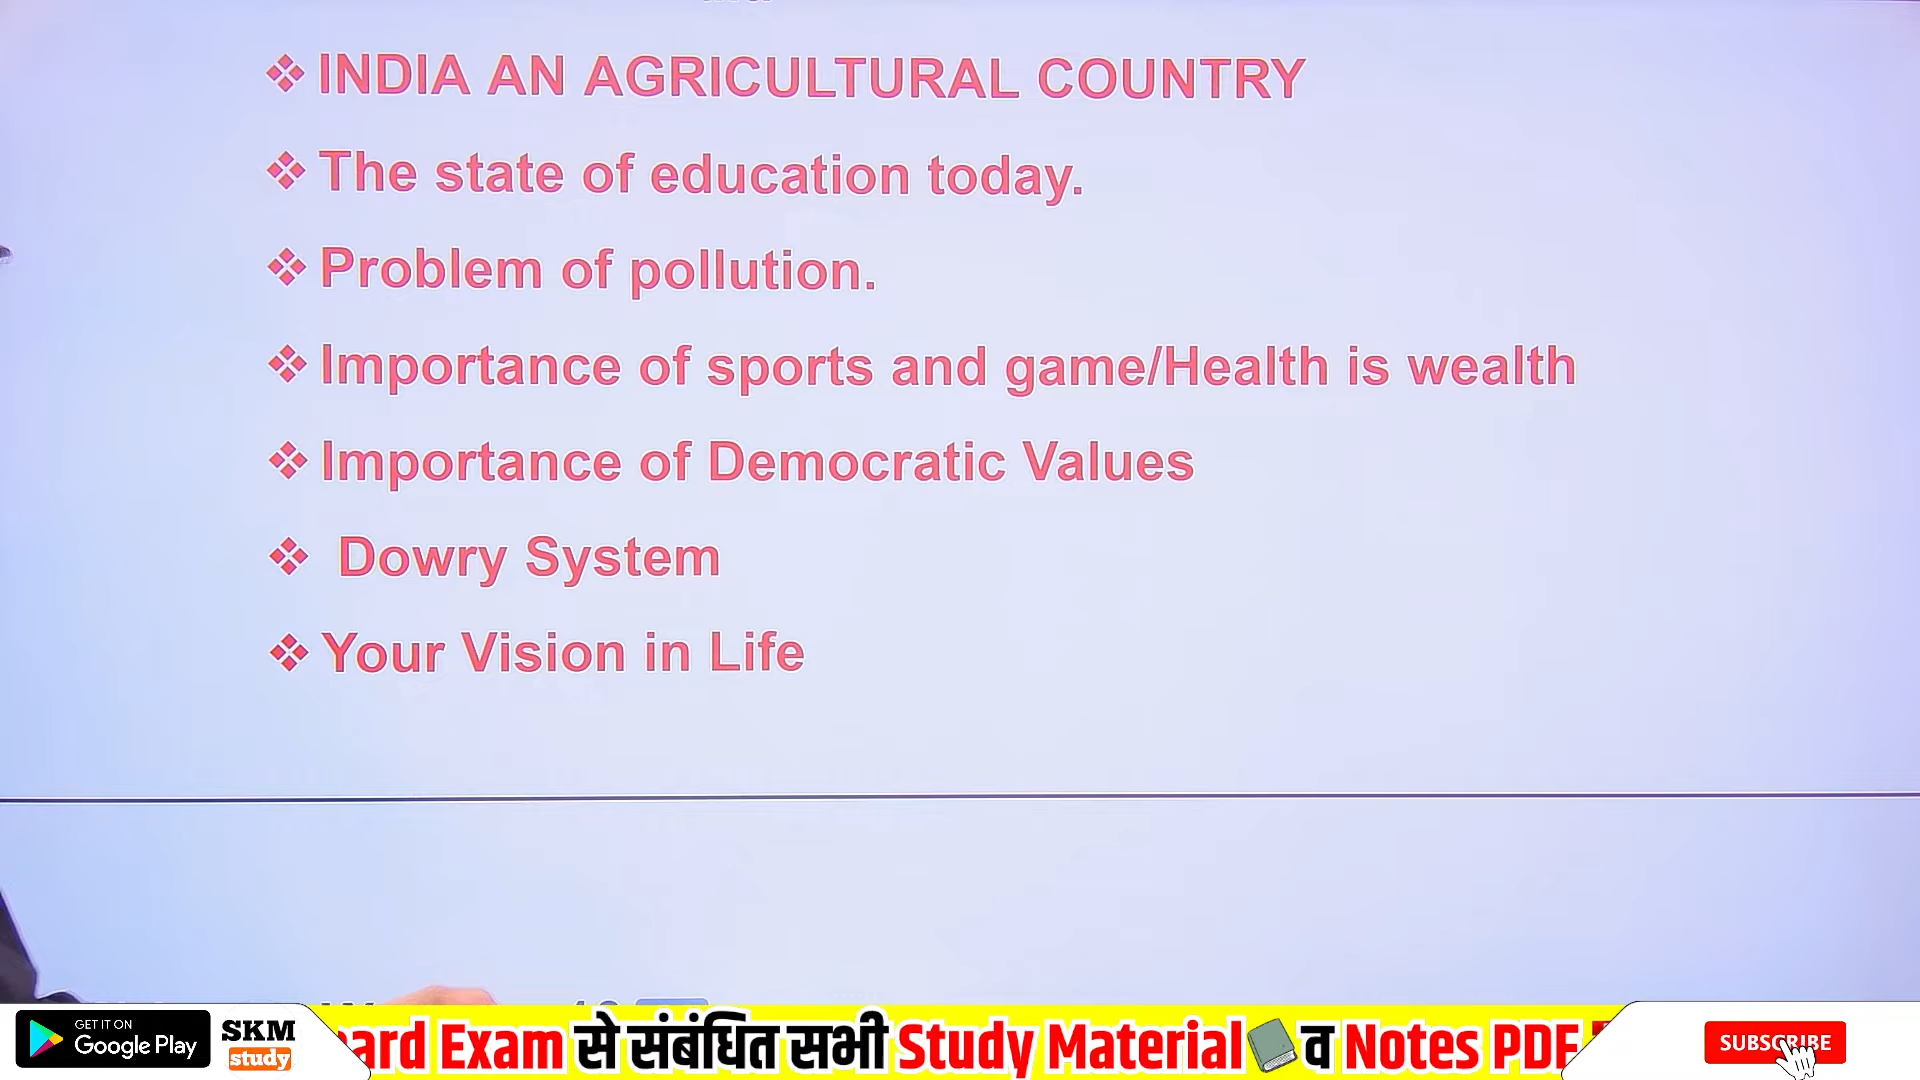 ❖ INDIA AN AGRICULTURAL COUNTRY
❖ The state of education today.
❖ Problem of pollution.
❖ Importance of sports and game/Health is wealth
❖ Importance of Democratic Values
❖ Dowry System
❖ Your Vision in Life
GET IT ON
Google Play
SKM
study
Exam से संबंधित सभी Study Material व Notes PDF
SUBSCRIBE